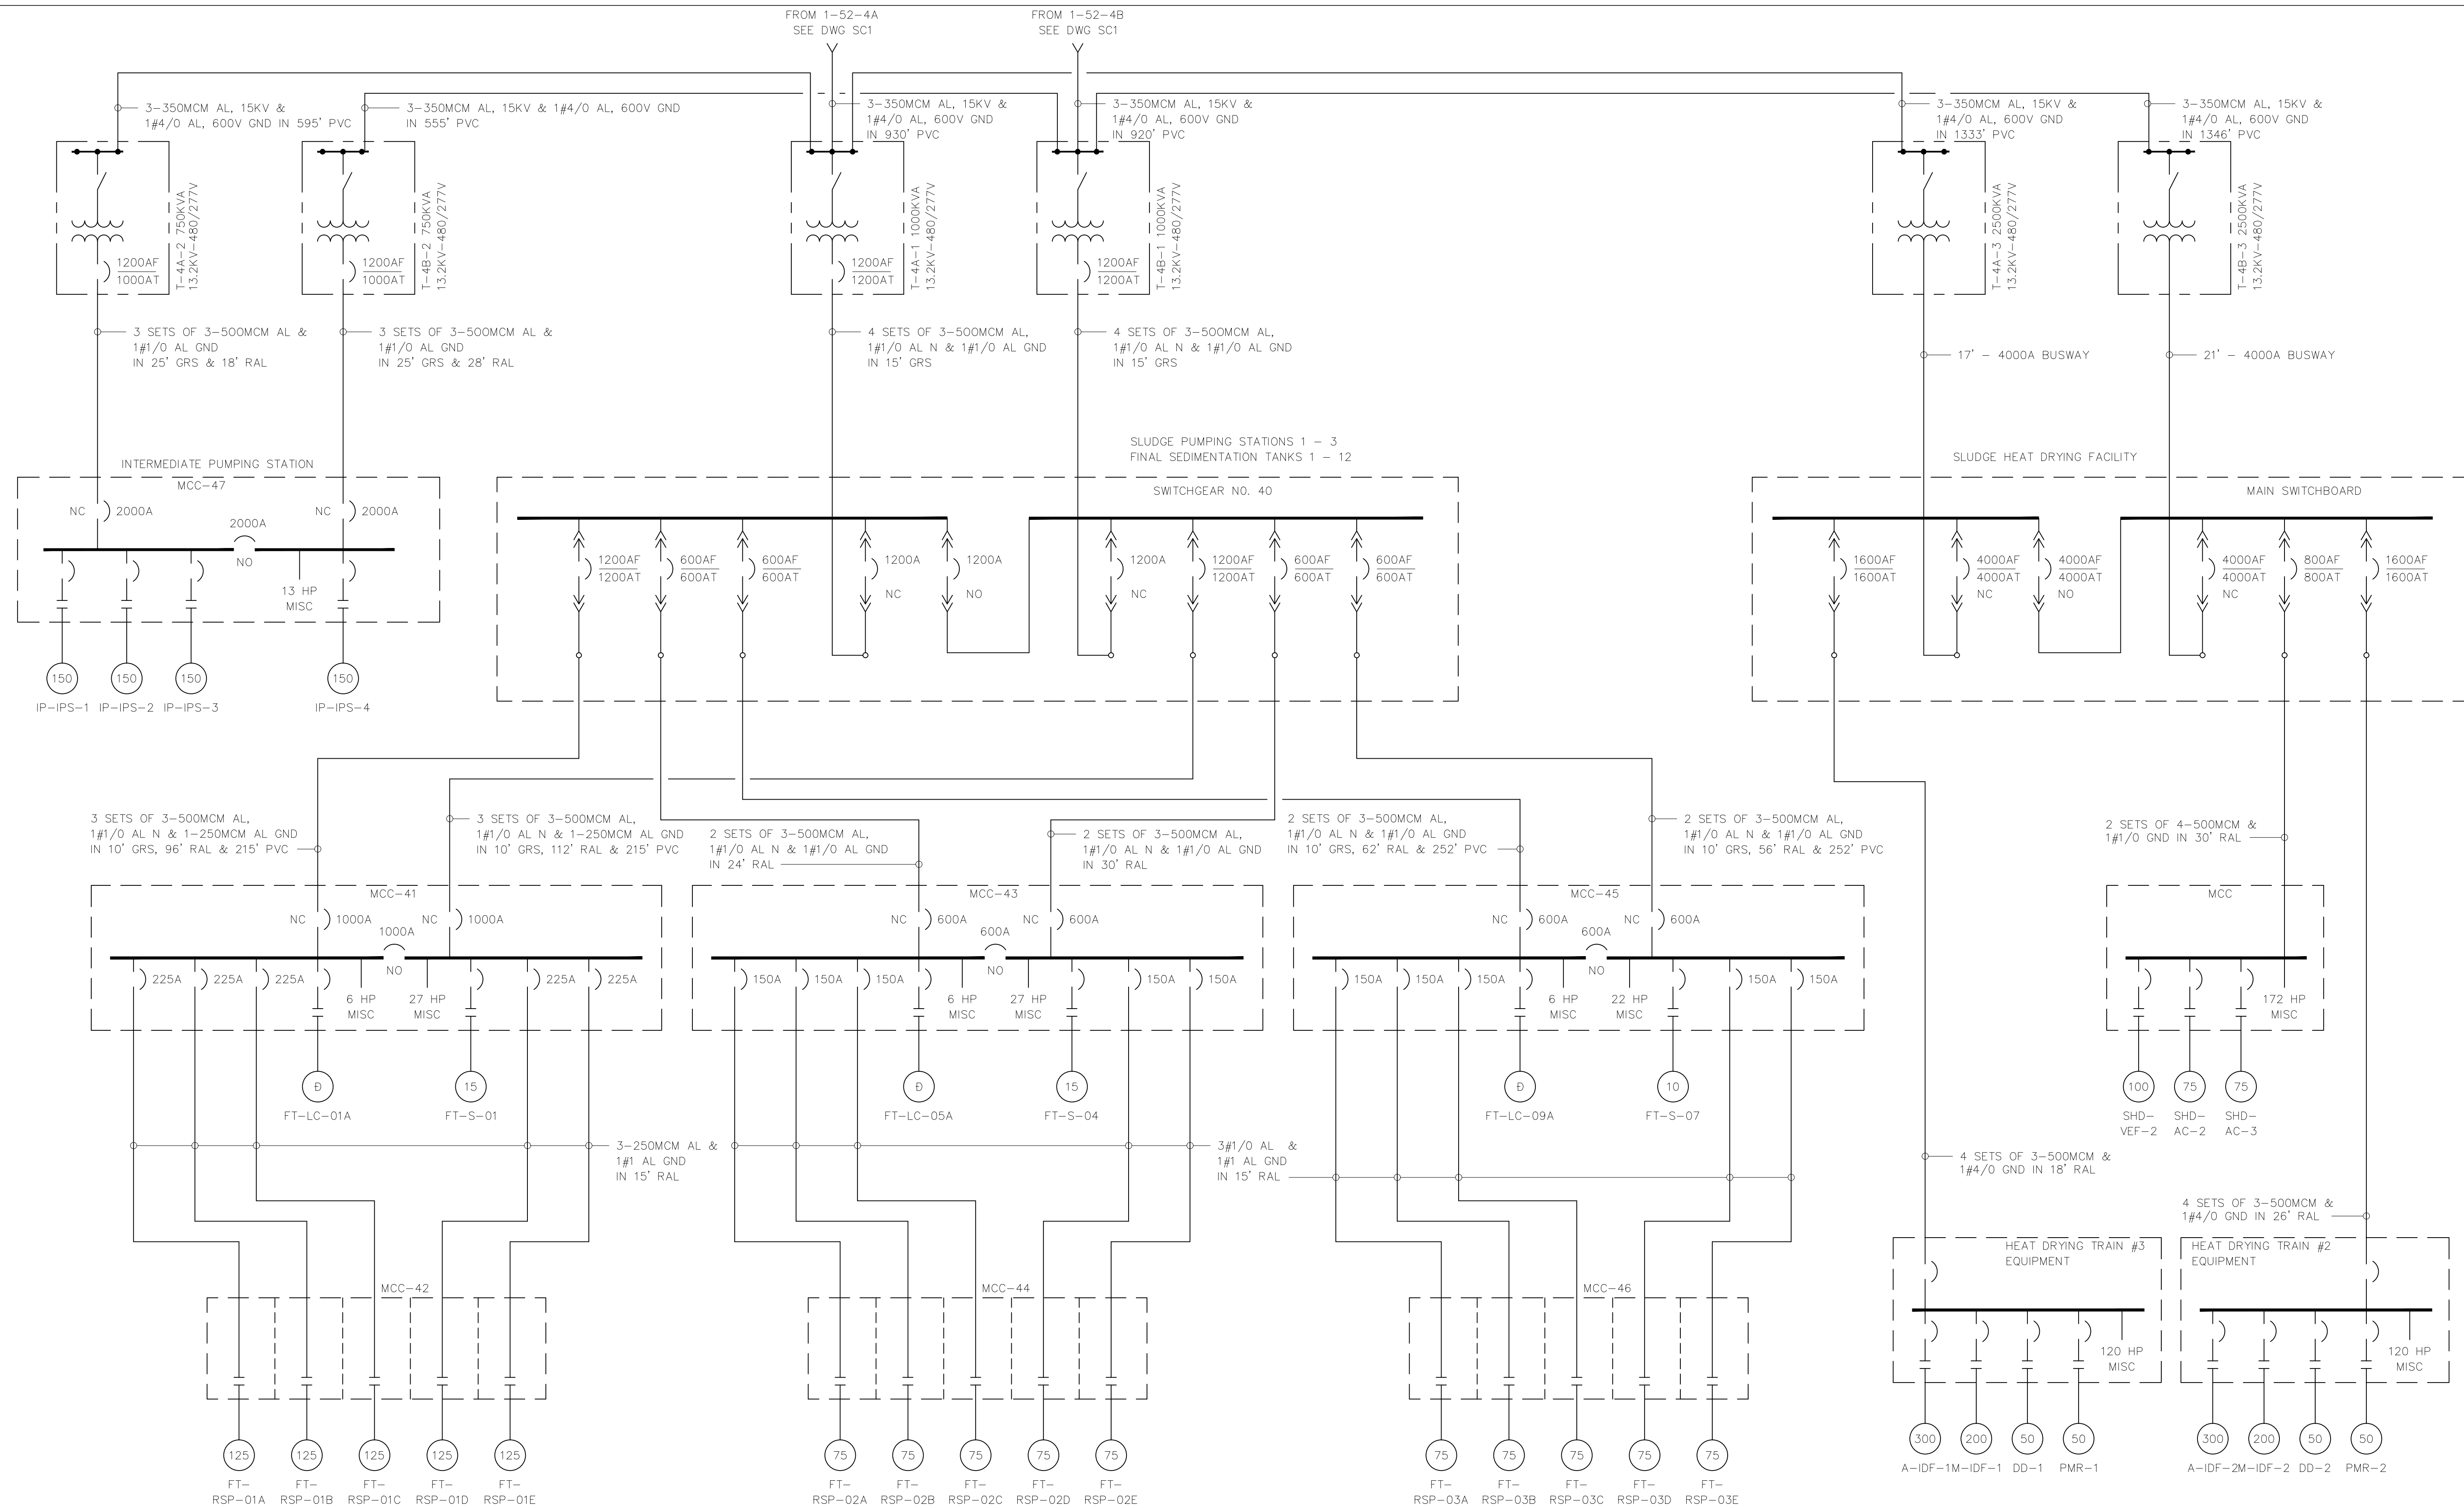 FROM 1-52-4A
SEE DWG SC1
FROM 1-52-4B
SEE DWG SC1
3-350MCM AL, 15KV &
1#4/0 AL, 600V GND IN 595' PVC
3-350MCM AL, 15KV & 1#4/0 AL, 600V GND
IN 555' PVC
3-350MCM AL, 15KV &
1#4/0 AL, 600V GND
IN 930' PVC
3-350MCM AL, 15KV &
1#4/0 AL, 600V GND
IN 920' PVC
3-350MCM AL, 15KV &
1#4/0 AL, 600V GND
IN 1333' PVC
3-350MCM AL, 15KV &
1#4/0 AL, 600V GND
IN 1346' PVC
T-4A-2 750KVA
13.2KV-480/277V
T-4B-2 750KVA
13.2KV-480/277V
T-4A-1 1000KVA
13.2KV-480/277V
T-4B-1 1000KVA
13.2KV-480/277V
T-4A-3 2500KVA
13.2KV-480/277V
T-4B-3 2500KVA
13.2KV-480/277V
1200AF
1000AT
1200AF
1000AT
1200AF
1200AT
1200AF
1200AT
3 SETS OF 3-500MCM AL &
1#1/0 AL GND
IN 25' GRS & 18' RAL
3 SETS OF 3-500MCM AL &
1#1/0 AL GND
IN 25' GRS & 28' RAL
4 SETS OF 3-500MCM AL,
1#1/0 AL N & 1#1/0 AL GND
IN 15' GRS
4 SETS OF 3-500MCM AL,
1#1/0 AL N & 1#1/0 AL GND
IN 15' GRS
17' - 4000A BUSWAY
21' - 4000A BUSWAY
INTERMEDIATE PUMPING STATION
MCC-47
NC
2000A
2000A
NO
NC
2000A
13 HP
MISC
150
150
150
150
IP-IPS-1
IP-IPS-2
IP-IPS-3
IP-IPS-4
SLUDGE PUMPING STATIONS 1 - 3
FINAL SEDIMENTATION TANKS 1 - 12
SWITCHGEAR NO. 40
1200AF
1200AT
600AF
600AT
600AF
600AT
1200A
NC
1200A
NO
1200A
NC
1200AF
1200AT
600AF
600AT
600AF
600AT
SLUDGE HEAT DRYING FACILITY
MAIN SWITCHBOARD
1600AF
1600AT
4000AF
4000AT
NC
4000AF
4000AT
NO
4000AF
4000AT
NC
800AF
800AT
1600AF
1600AT
3 SETS OF 3-500MCM AL,
1#1/0 AL N & 1-250MCM AL GND
IN 10' GRS, 96' RAL & 215' PVC
3 SETS OF 3-500MCM AL,
1#1/0 AL N & 1-250MCM AL GND
IN 10' GRS, 112' RAL & 215' PVC
2 SETS OF 3-500MCM AL,
1#1/0 AL N & 1#1/0 AL GND
IN 24' RAL
2 SETS OF 3-500MCM AL,
1#1/0 AL N & 1#1/0 AL GND
IN 30' RAL
2 SETS OF 3-500MCM AL,
1#1/0 AL N & 1#1/0 AL GND
IN 10' GRS, 62' RAL & 252' PVC
2 SETS OF 3-500MCM AL,
1#1/0 AL N & 1#1/0 AL GND
IN 10' GRS, 56' RAL & 252' PVC
2 SETS OF 4-500MCM &
1#1/0 GND IN 30' RAL
MCC-41
NC
1000A
NC
1000A
1000A
NO
225A
225A
225A
6 HP
MISC
27 HP
MISC
225A
225A
Đ
FT-LC-01A
15
FT-S-01
MCC-43
NC
600A
NC
600A
600A
NO
150A
150A
150A
6 HP
MISC
27 HP
MISC
150A
150A
Đ
FT-LC-05A
15
FT-S-04
MCC-45
NC
600A
NC
600A
600A
NO
150A
150A
150A
6 HP
MISC
22 HP
MISC
150A
150A
Đ
FT-LC-09A
10
FT-S-07
MCC
172 HP
MISC
100
75
75
SHD-
VEF-2
SHD-
AC-2
SHD-
AC-3
3-250MCM AL &
1#1 AL GND
IN 15' RAL
3#1/0 AL &
1#1 AL GND
IN 15' RAL
4 SETS OF 3-500MCM &
1#4/0 GND IN 18' RAL
4 SETS OF 3-500MCM &
1#4/0 GND IN 26' RAL
MCC-42
125
125
125
125
125
FT-
RSP-01A
FT-
RSP-01B
FT-
RSP-01C
FT-
RSP-01D
FT-
RSP-01E
MCC-44
75
75
75
75
75
FT-
RSP-02A
FT-
RSP-02B
FT-
RSP-02C
FT-
RSP-02D
FT-
RSP-02E
MCC-46
75
75
75
75
75
FT-
RSP-03A
FT-
RSP-03B
FT-
RSP-03C
FT-
RSP-03D
FT-
RSP-03E
HEAT DRYING TRAIN #3
EQUIPMENT
120 HP
MISC
300
200
50
50
A-IDF-1
M-IDF-1
DD-1
PMR-1
HEAT DRYING TRAIN #2
EQUIPMENT
120 HP
MISC
300
200
50
50
A-IDF-2
M-IDF-2
DD-2
PMR-2